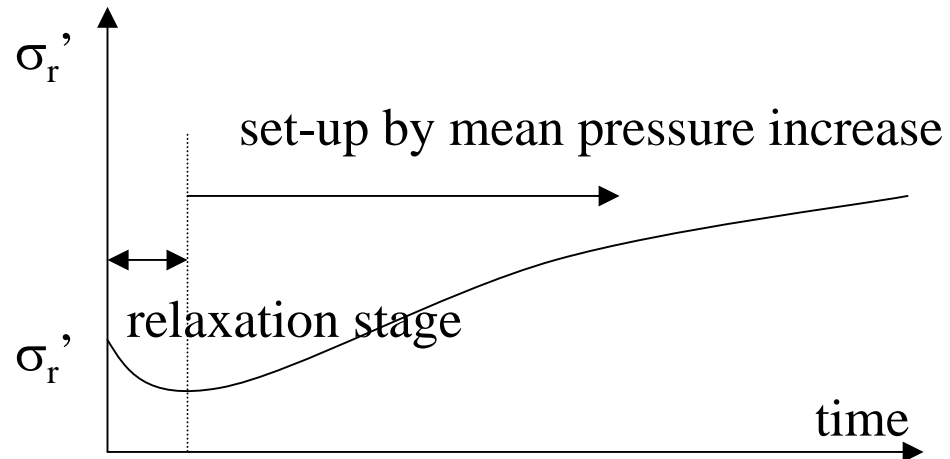 σr’
set-up by mean pressure increase
relaxation stage
σr’
time